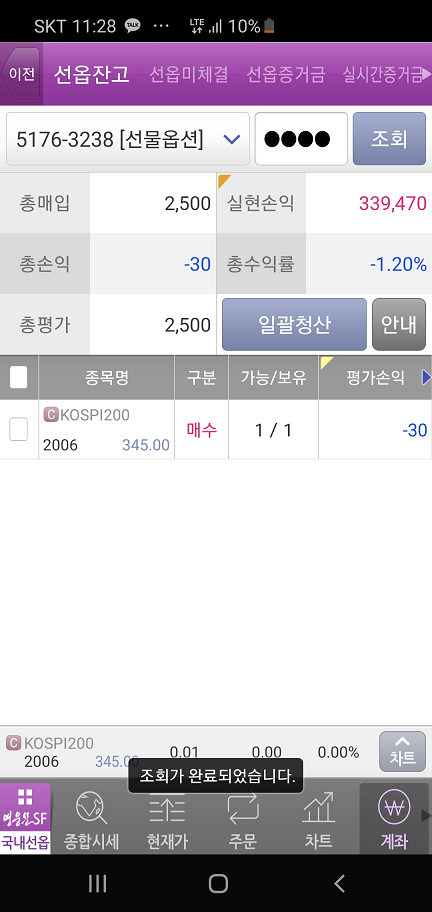 SKT 11:28 TALK ··· LTE 10%
이전 선옵잔고 선옵미체결 선옵증거금 실시간증거금
5176-3238 [선물옵션] ●●●● 조회
총매입 2,500 실현손익 339,470
총손익 -30 총수익률 -1.20%
총평가 2,500 일괄청산 안내
종목명 구분 가능/보유 평가손익
C KOSPI200
매수 1 / 1 -30
2006 345.00
C KOSPI200
2006 345.00 0.01 0.00 0.00%
차트
조회가 완료되었습니다.
영웅문SF
국내선옵 종합시세 현재가 주문 차트 계좌